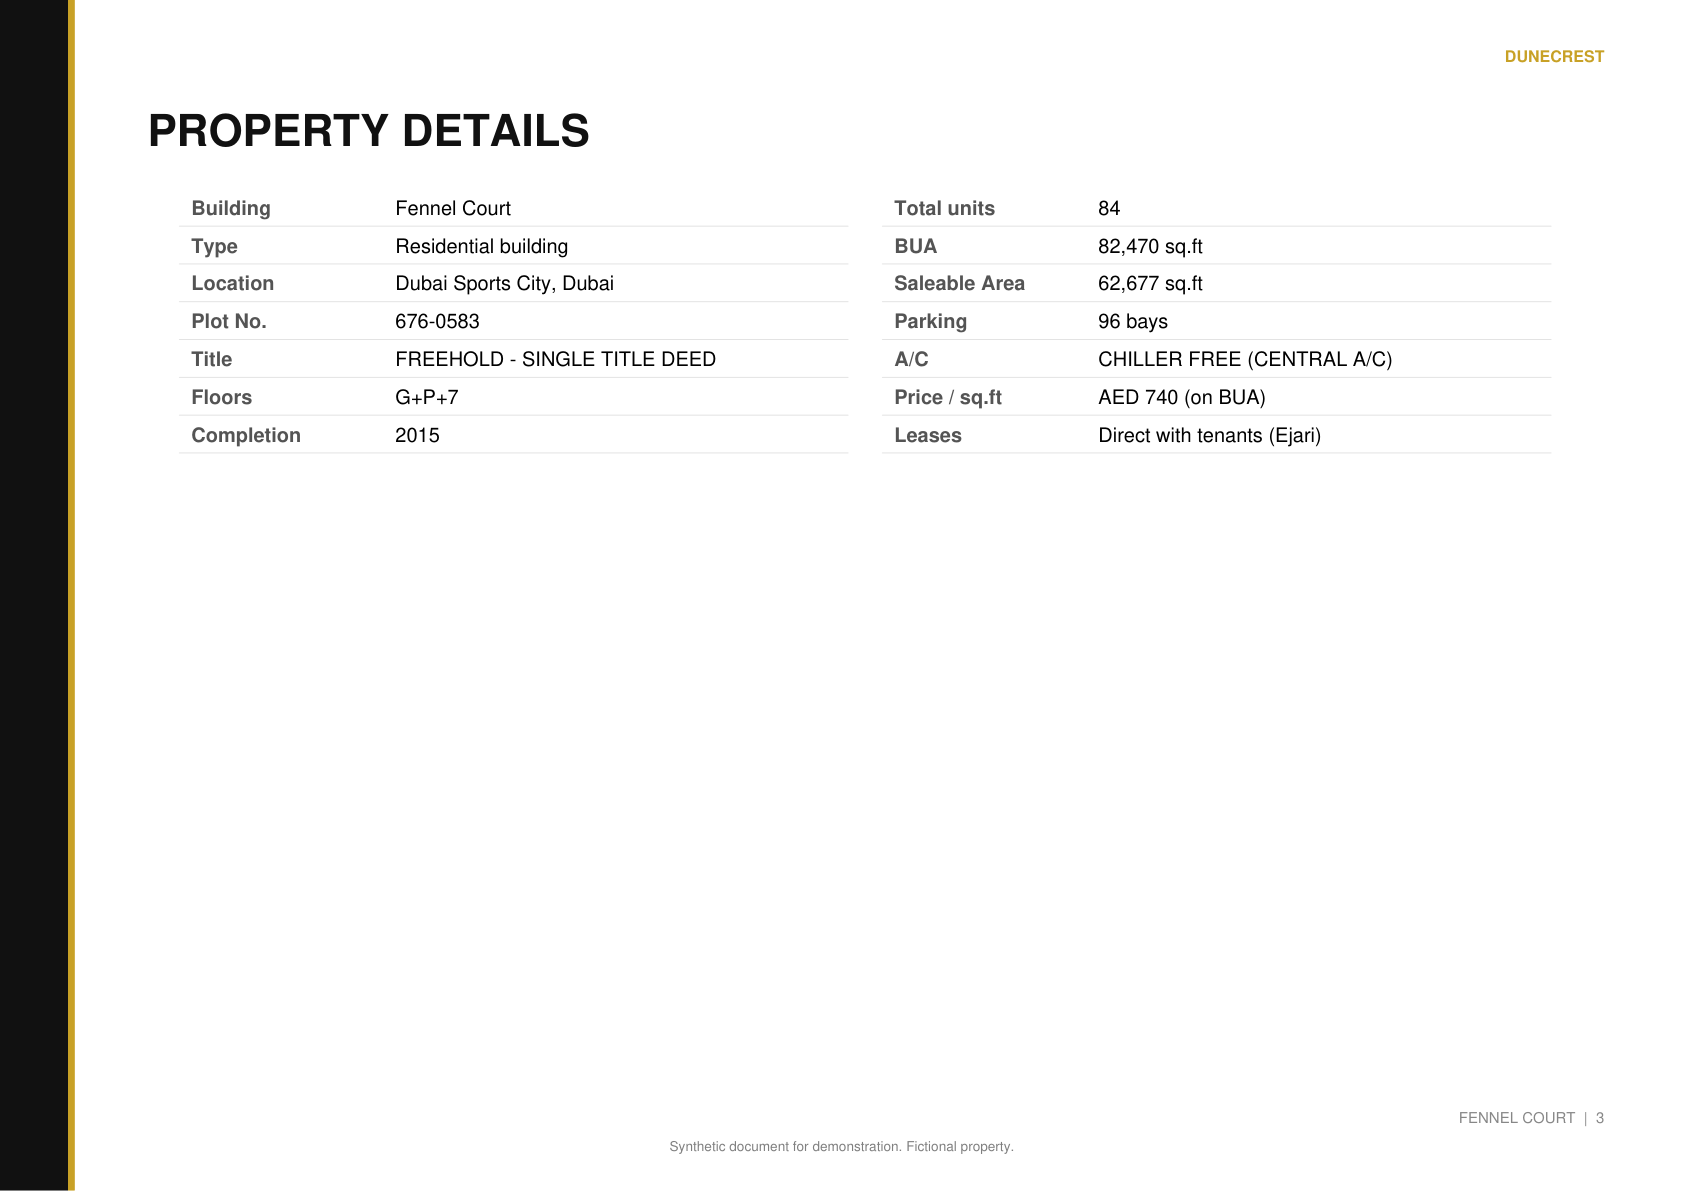 DUNECREST
PROPERTY DETAILS
Building Fennel Court
Type Residential building
Location Dubai Sports City, Dubai
Plot No. 676-0583
Title FREEHOLD - SINGLE TITLE DEED
Floors G+P+7
Completion 2015
Total units 84
BUA 82,470 sq.ft
Saleable Area 62,677 sq.ft
Parking 96 bays
A/C CHILLER FREE (CENTRAL A/C)
Price / sq.ft AED 740 (on BUA)
Leases Direct with tenants (Ejari)
FENNEL COURT | 3
Synthetic document for demonstration. Fictional property.